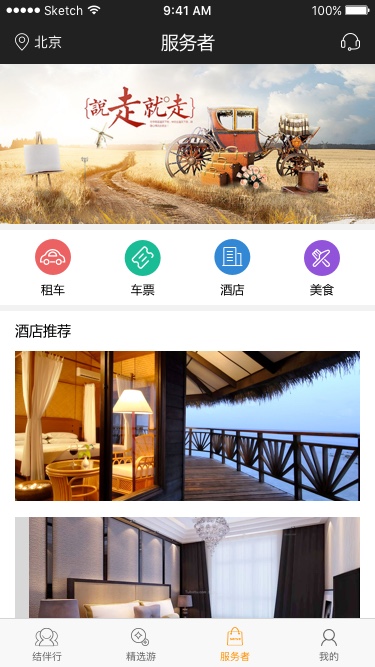 Sketch
9:41 AM
100%
北京
服务者
說走就走
租车
车票
酒店
美食
酒店推荐
结伴行
精选游
服务者
我的